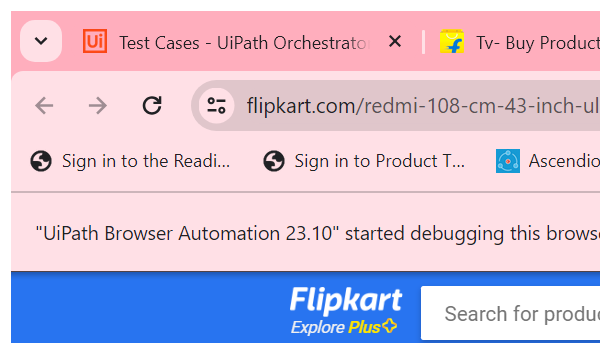 Ui Test Cases - UiPath Orchestrato
Tv- Buy Product
flipkart.com/redmi-108-cm-43-inch-ul
Sign in to the Readi... Sign in to Product T... Ascendio
"UiPath Browser Automation 23.10" started debugging this browse
Flipkart
Explore Plus
Search for produc